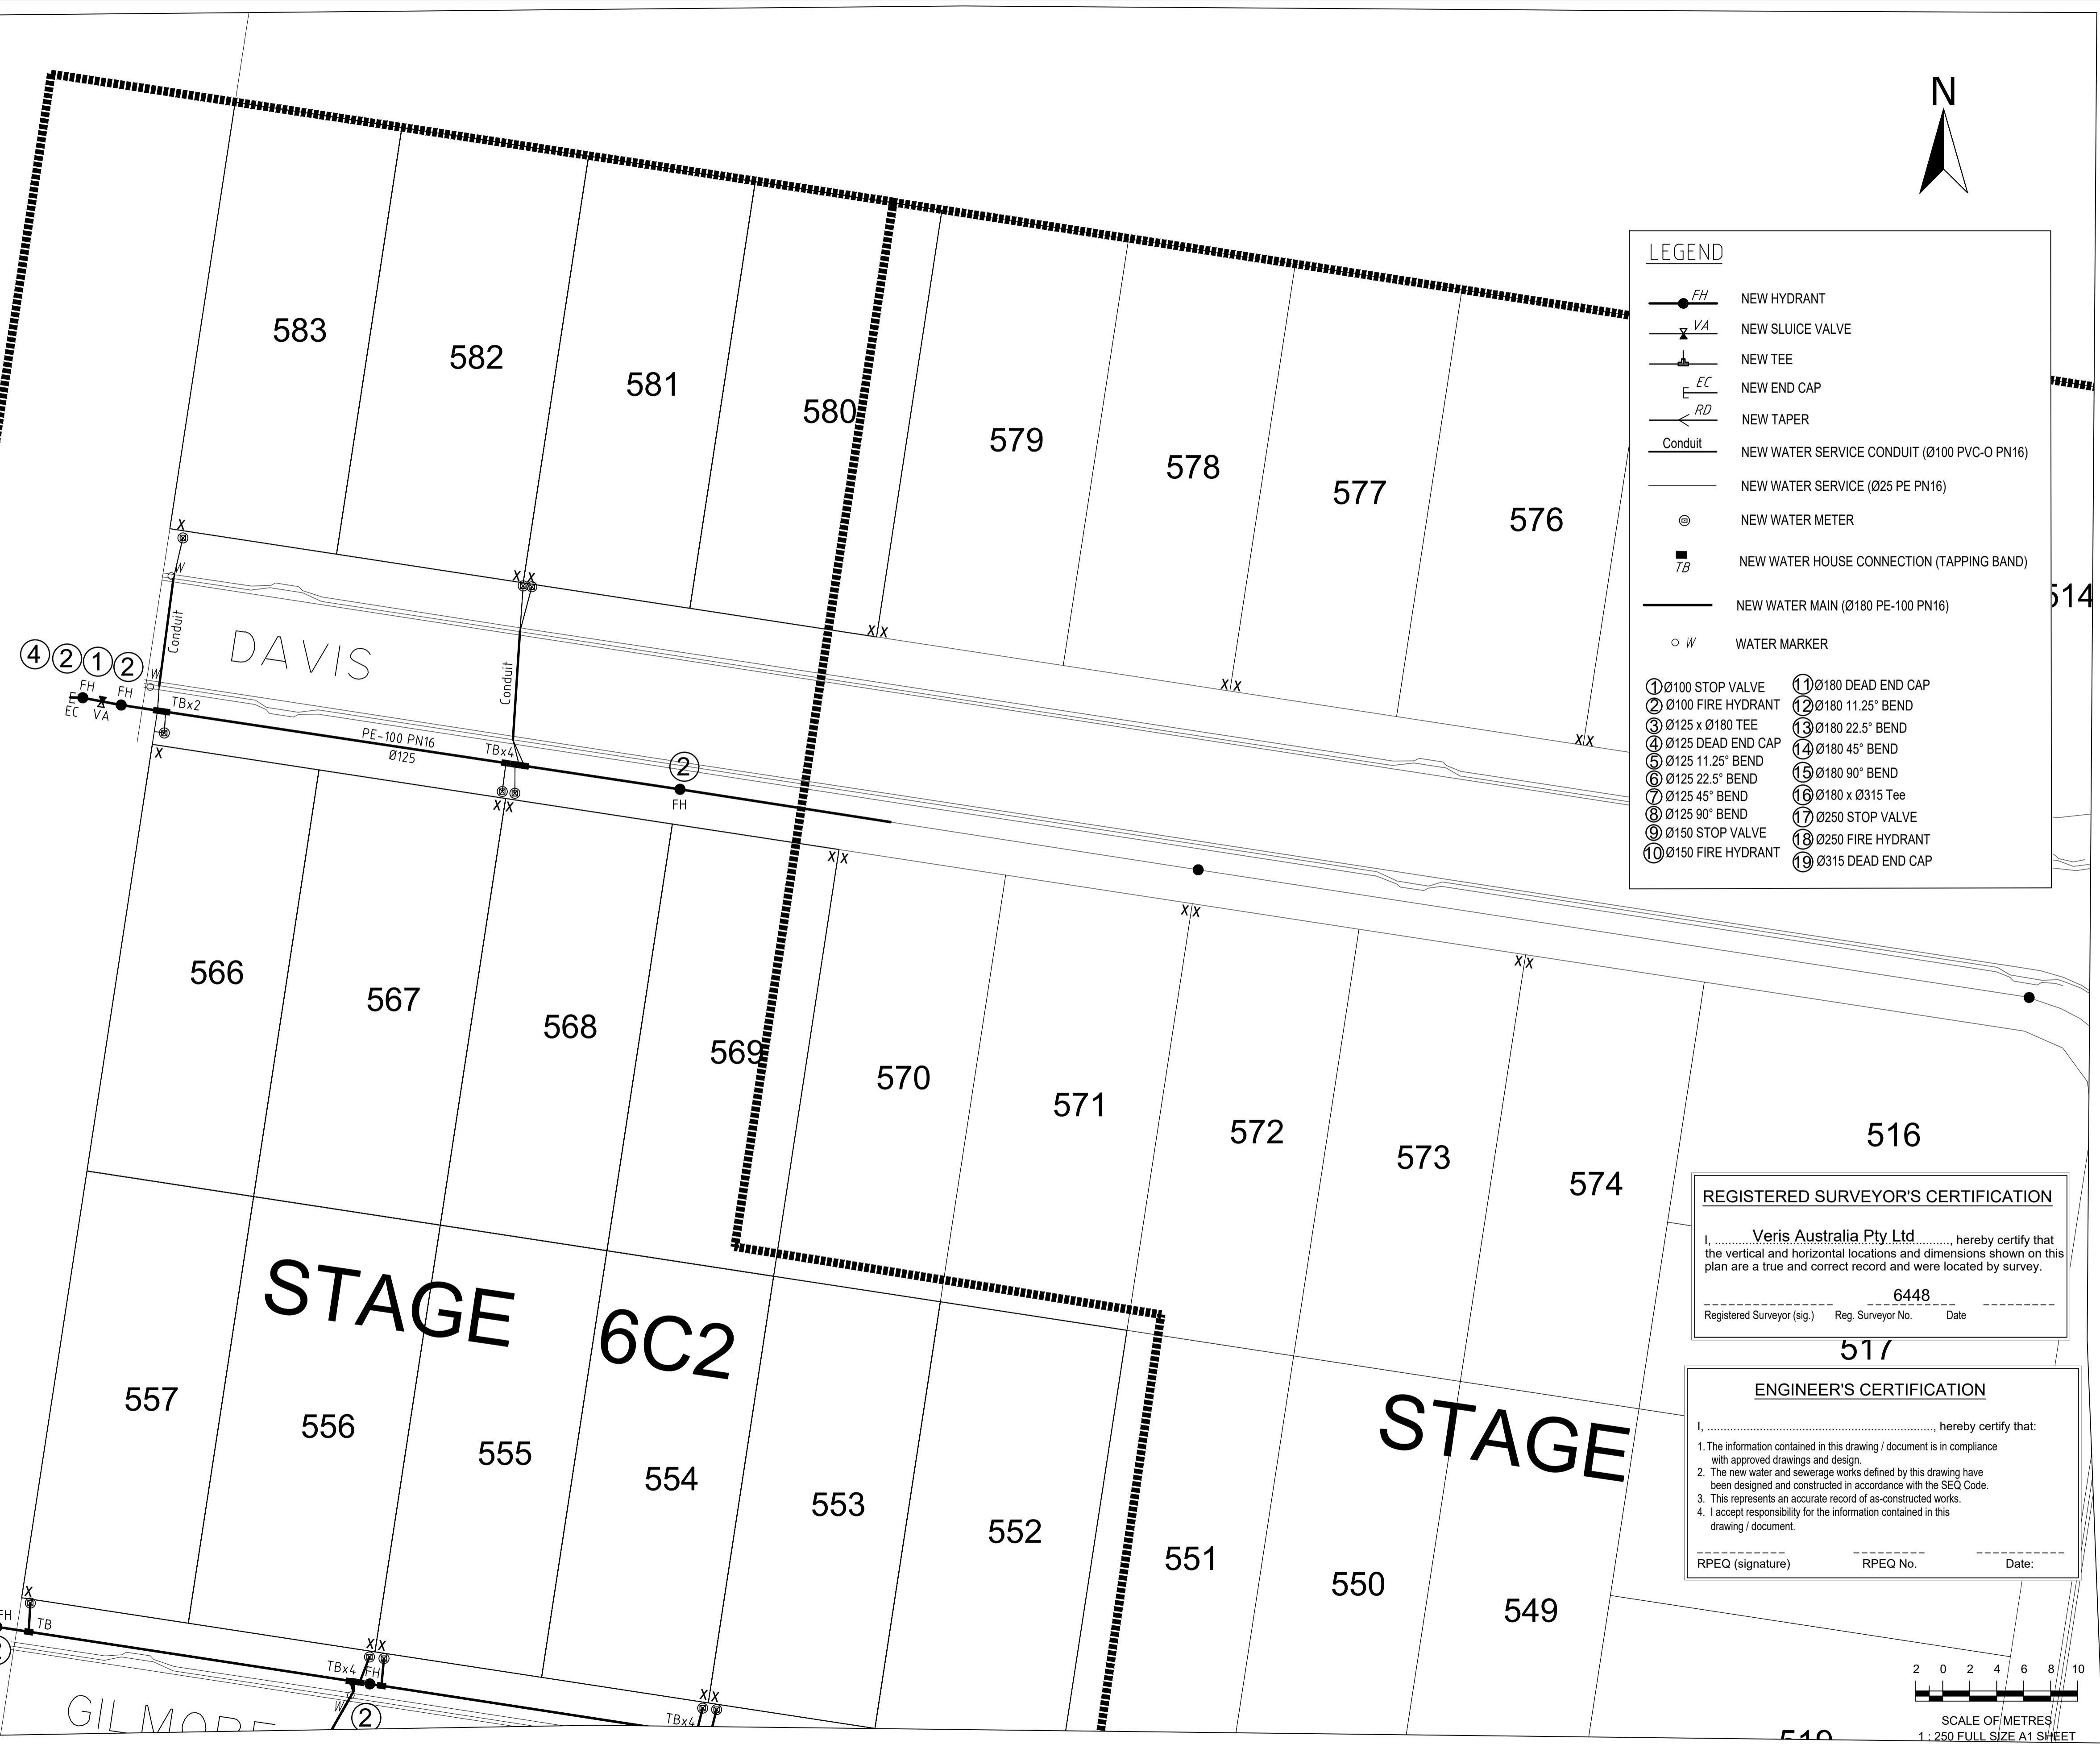 N
LEGEND
FH NEW HYDRANT
VA NEW SLUICE VALVE
NEW TEE
EC NEW END CAP
RD NEW TAPER
Conduit NEW WATER SERVICE CONDUIT (Ø100 PVC-O PN16)
NEW WATER SERVICE (Ø25 PE PN16)
NEW WATER METER
TB NEW WATER HOUSE CONNECTION (TAPPING BAND)
NEW WATER MAIN (Ø180 PE-100 PN16)
W WATER MARKER
1 Ø100 STOP VALVE
2 Ø100 FIRE HYDRANT
3 Ø125 x Ø180 TEE
4 Ø125 DEAD END CAP
5 Ø125 11.25° BEND
6 Ø125 22.5° BEND
7 Ø125 45° BEND
8 Ø125 90° BEND
9 Ø150 STOP VALVE
10 Ø150 FIRE HYDRANT
11 Ø180 DEAD END CAP
12 Ø180 11.25° BEND
13 Ø180 22.5° BEND
14 Ø180 45° BEND
15 Ø180 90° BEND
16 Ø180 x Ø315 Tee
17 Ø250 STOP VALVE
18 Ø250 FIRE HYDRANT
19 Ø315 DEAD END CAP
583
582
581
580
579
578
577
576
514
X
X X
X X
X X
X X
W
Conduit
Conduit
DAVIS
4 2 1 2
FH
FH
W
E
EC VA
TBx2
PE-100 PN16
Ø125
TBx4
2
FH
X
X X
X X
X X
X X
566
567
568
569
570
571
572
573
574
516
517
STAGE 6C2
STAGE
557
556
555
554
553
552
551
550
549
519
X
FH
TB
2
X X
TBx4
FH
W
2
X X
TBx4
GILMORE
REGISTERED SURVEYOR'S CERTIFICATION
I, Veris Australia Pty Ltd, hereby certify that
the vertical and horizontal locations and dimensions shown on this
plan are a true and correct record and were located by survey.
6448
Registered Surveyor (sig.) Reg. Surveyor No. Date
ENGINEER'S CERTIFICATION
I, ........................................................................, hereby certify that:
1. The information contained in this drawing / document is in compliance
with approved drawings and design.
2. The new water and sewerage works defined by this drawing have
been designed and constructed in accordance with the SEQ Code.
3. This represents an accurate record of as-constructed works.
4. I accept responsibility for the information contained in this
drawing / document.
RPEQ (signature) RPEQ No. Date:
2 0 2 4 6 8 10
SCALE OF METRES
1 : 250 FULL SIZE A1 SHEET